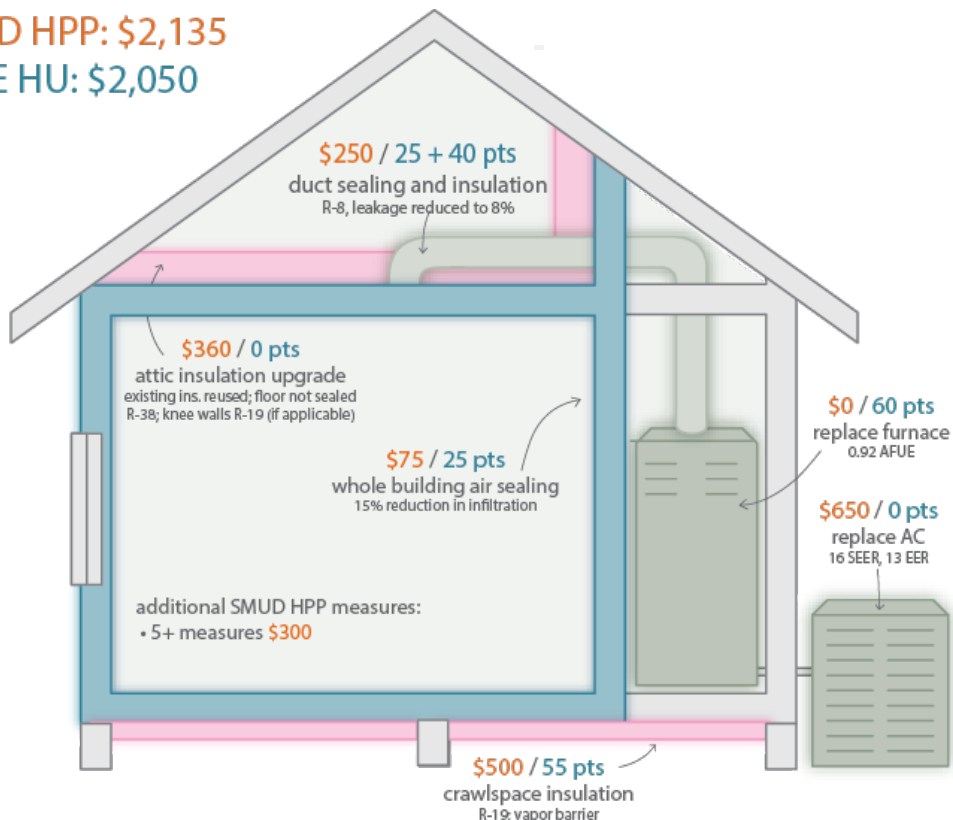 D HPP: $2,135
E HU: $2,050
$250 / 25 + 40 pts
duct sealing and insulation
R-8, leakage reduced to 8%
$360 / 0 pts
attic insulation upgrade
existing ins. reused; floor not sealed
R-38; knee walls R-19 (if applicable)
$75 / 25 pts
whole building air sealing
15% reduction in infiltration
$0 / 60 pts
replace furnace
0.92 AFUE
$650 / 0 pts
replace AC
16 SEER, 13 EER
additional SMUD HPP measures:
• 5+ measures $300
$500 / 55 pts
crawlspace insulation
R-19; vapor barrier